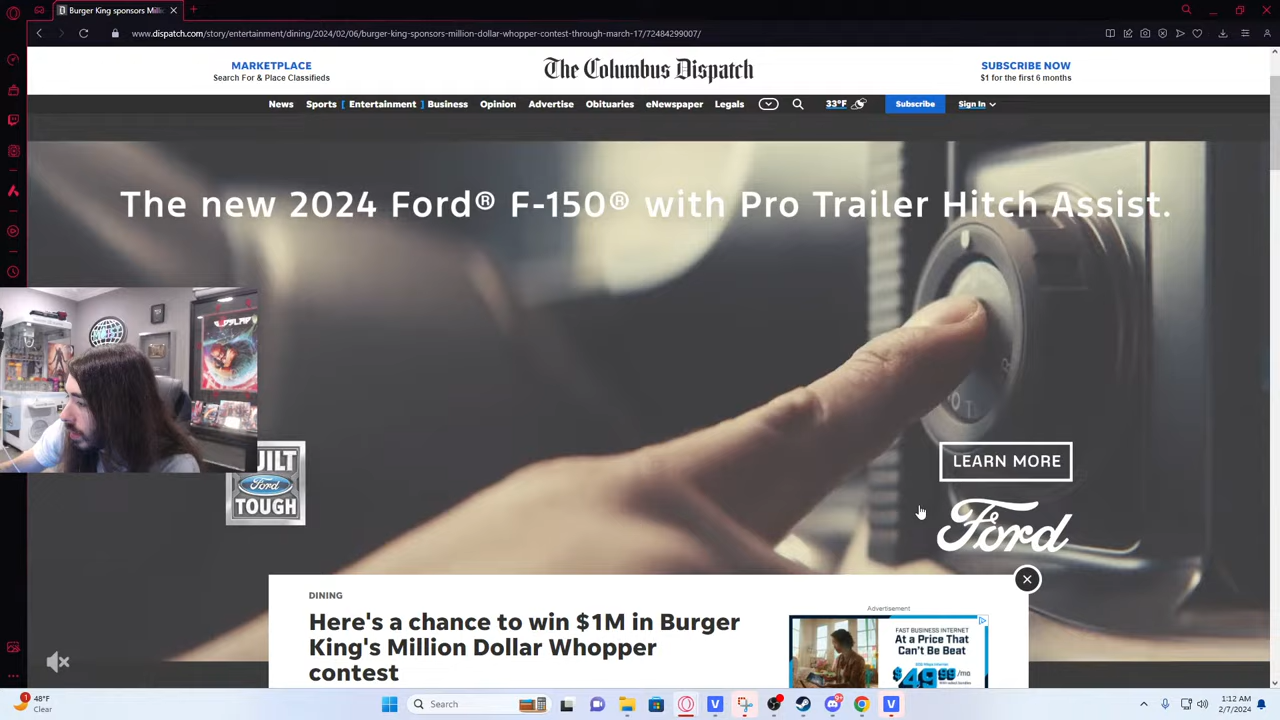 Burger King sponsors Mill
www.dispatch.com/story/entertainment/dining/2024/02/06/burger-king-sponsors-million-dollar-whopper-contest-through-march-17/72484299007/
MARKETPLACE
Search For & Place Classifieds
The Columbus Dispatch
SUBSCRIBE NOW
$1 for the first 6 months
News Sports Entertainment Business Opinion Advertise Obituaries eNewspaper Legals 33°F Subscribe Sign In
The new 2024 Ford® F-150® with Pro Trailer Hitch Assist.
UILT
Ford
TOUGH
LEARN MORE
Ford
DINING
Here's a chance to win $1M in Burger
King's Million Dollar Whopper
contest
Advertisement
FAST BUSINESS INTERNET
At a Price That
Can't Be Beat
$49.99/mo
1
48°F
Clear
Search
1:12 AM
2/7/2024